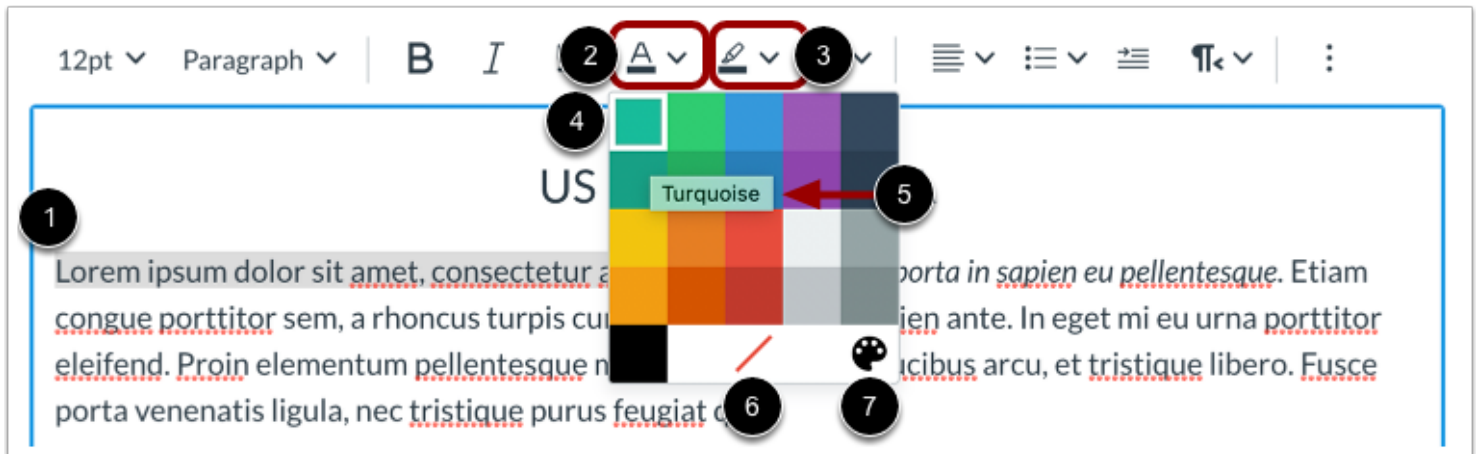 12pt Paragraph B I 2 A 3
4
US
Turquoise 5
1
Lorem ipsum dolor sit amet, consectetur a porta in sapien eu pellentesque. Etiam
congue porttitor sem, a rhoncus turpis cu ien ante. In eget mi eu urna porttitor
eleifend. Proin elementum pellentesque ucibus arcu, et tristique libero. Fusce
porta venenatis ligula, nec tristique purus feugiat
6 7